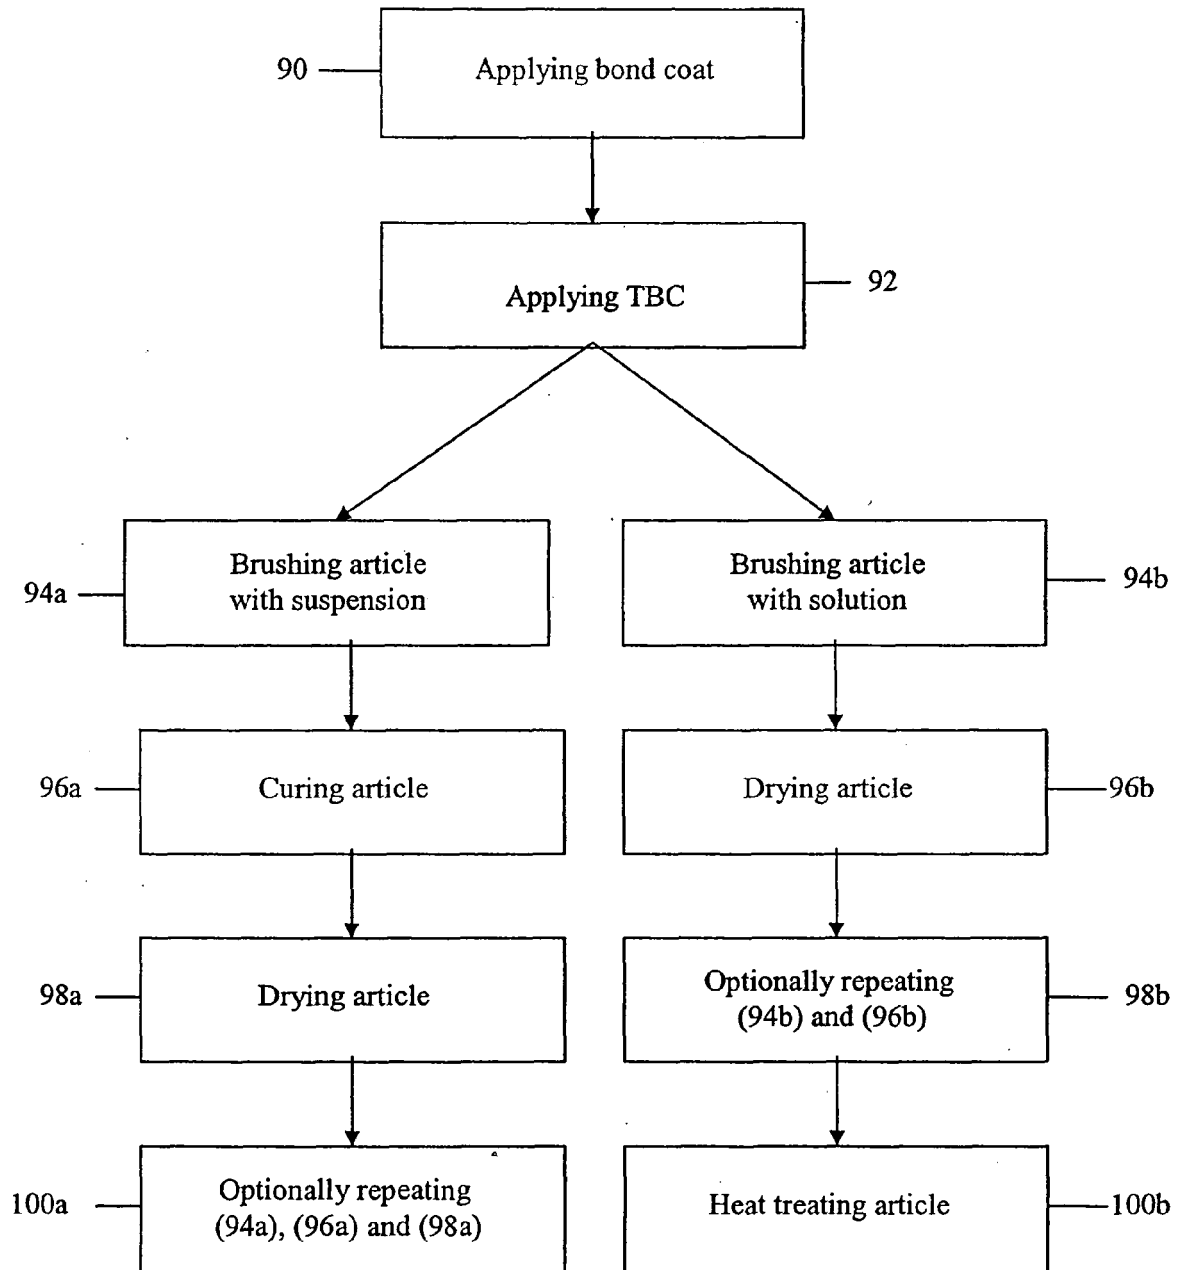 90
Applying bond coat
Applying TBC
92
94a
Brushing article
with suspension
Brushing article
with solution
94b
96a
Curing article
Drying article
96b
98a
Drying article
Optionally repeating
(94b) and (96b)
98b
100a
Optionally repeating
(94a), (96a) and (98a)
Heat treating article
100b